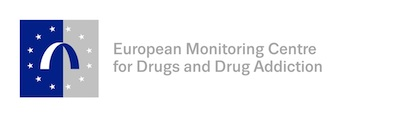 European Monitoring Centre
for Drugs and Drug Addiction